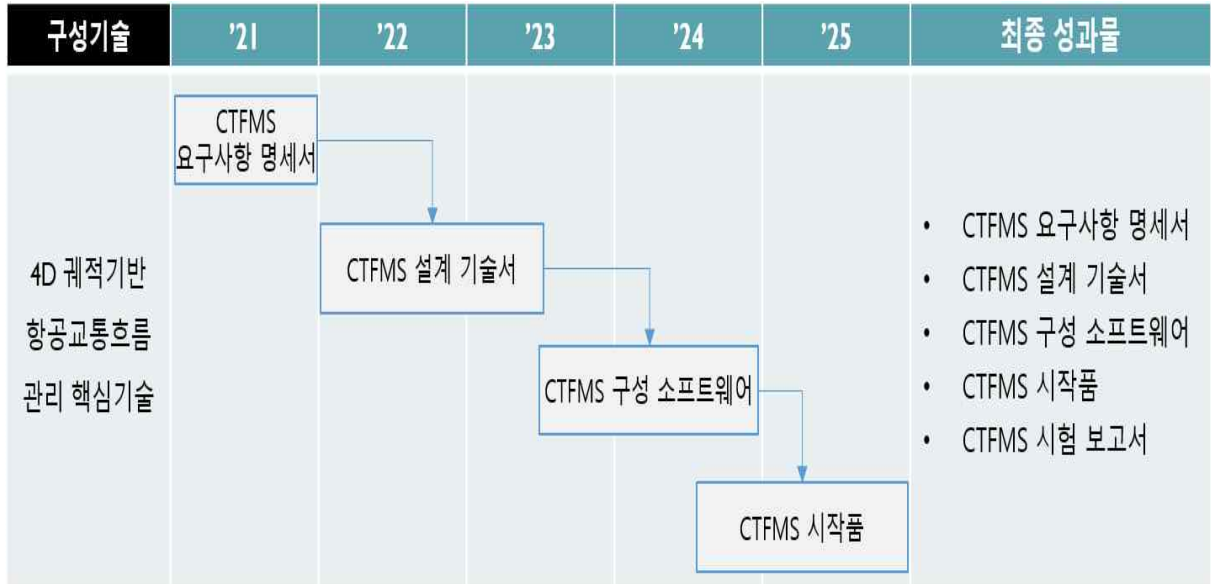 구성기술 '21 '22 '23 '24 '25 최종 성과물
4D 궤적기반
항공교통흐름
관리 핵심기술
CTFMS
요구사항 명세서
CTFMS 설계 기술서
CTFMS 구성 소프트웨어
CTFMS 시작품
• CTFMS 요구사항 명세서
• CTFMS 설계 기술서
• CTFMS 구성 소프트웨어
• CTFMS 시작품
• CTFMS 시험 보고서